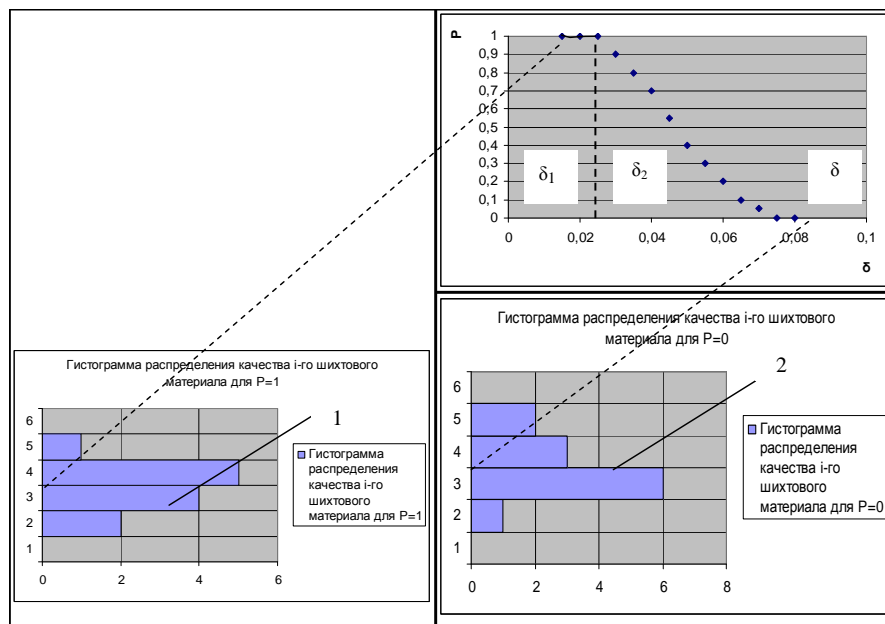 P
1
0,9
0,8
0,7
0,6
0,5
0,4
0,3
0,2
0,1
0
δ₁
δ₂
δ
0
0,02
0,04
0,06
0,08
0,1
δ
Гистограмма распределения качества i-го шихтового
материала для P=1
6
5
4
3
2
1
0
2
4
6
1
Гистограмма
распределения
качества i-го
шихтового
материала для P=1
Гистограмма распределения качества i-го шихтового
материала для P=0
6
5
4
3
2
1
0
2
4
6
8
2
Гистограмма
распределения
качества i-го
шихтового
материала для P=0